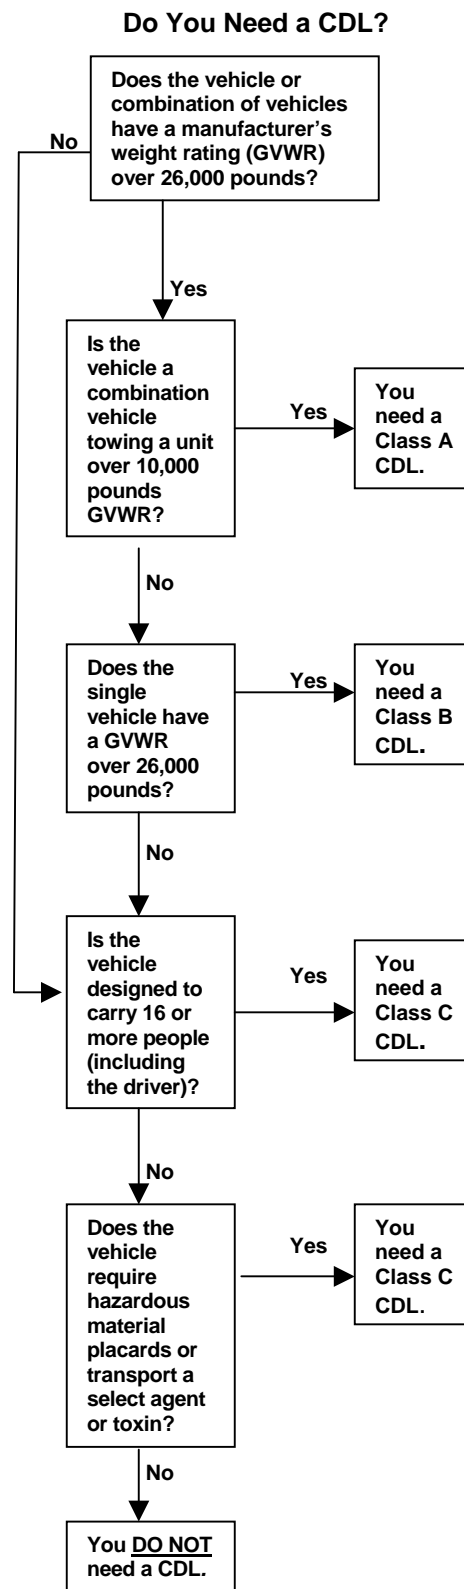 Do You Need a CDL?
Does the vehicle or
combination of vehicles
have a manufacturer’s
weight rating (GVWR)
over 26,000 pounds?
No
Yes
Is the
vehicle a
combination
vehicle
towing a unit
over 10,000
pounds
GVWR?
Yes
You
need a
Class A
CDL.
No
Does the
single
vehicle have
a GVWR
over 26,000
pounds?
Yes
You
need a
Class B
CDL.
No
Is the
vehicle
designed to
carry 16 or
more people
(including
the driver)?
Yes
You
need a
Class C
CDL.
No
Does the
vehicle
require
hazardous
material
placards or
transport a
select agent
or toxin?
Yes
You
need a
Class C
CDL.
No
You DO NOT
need a CDL.